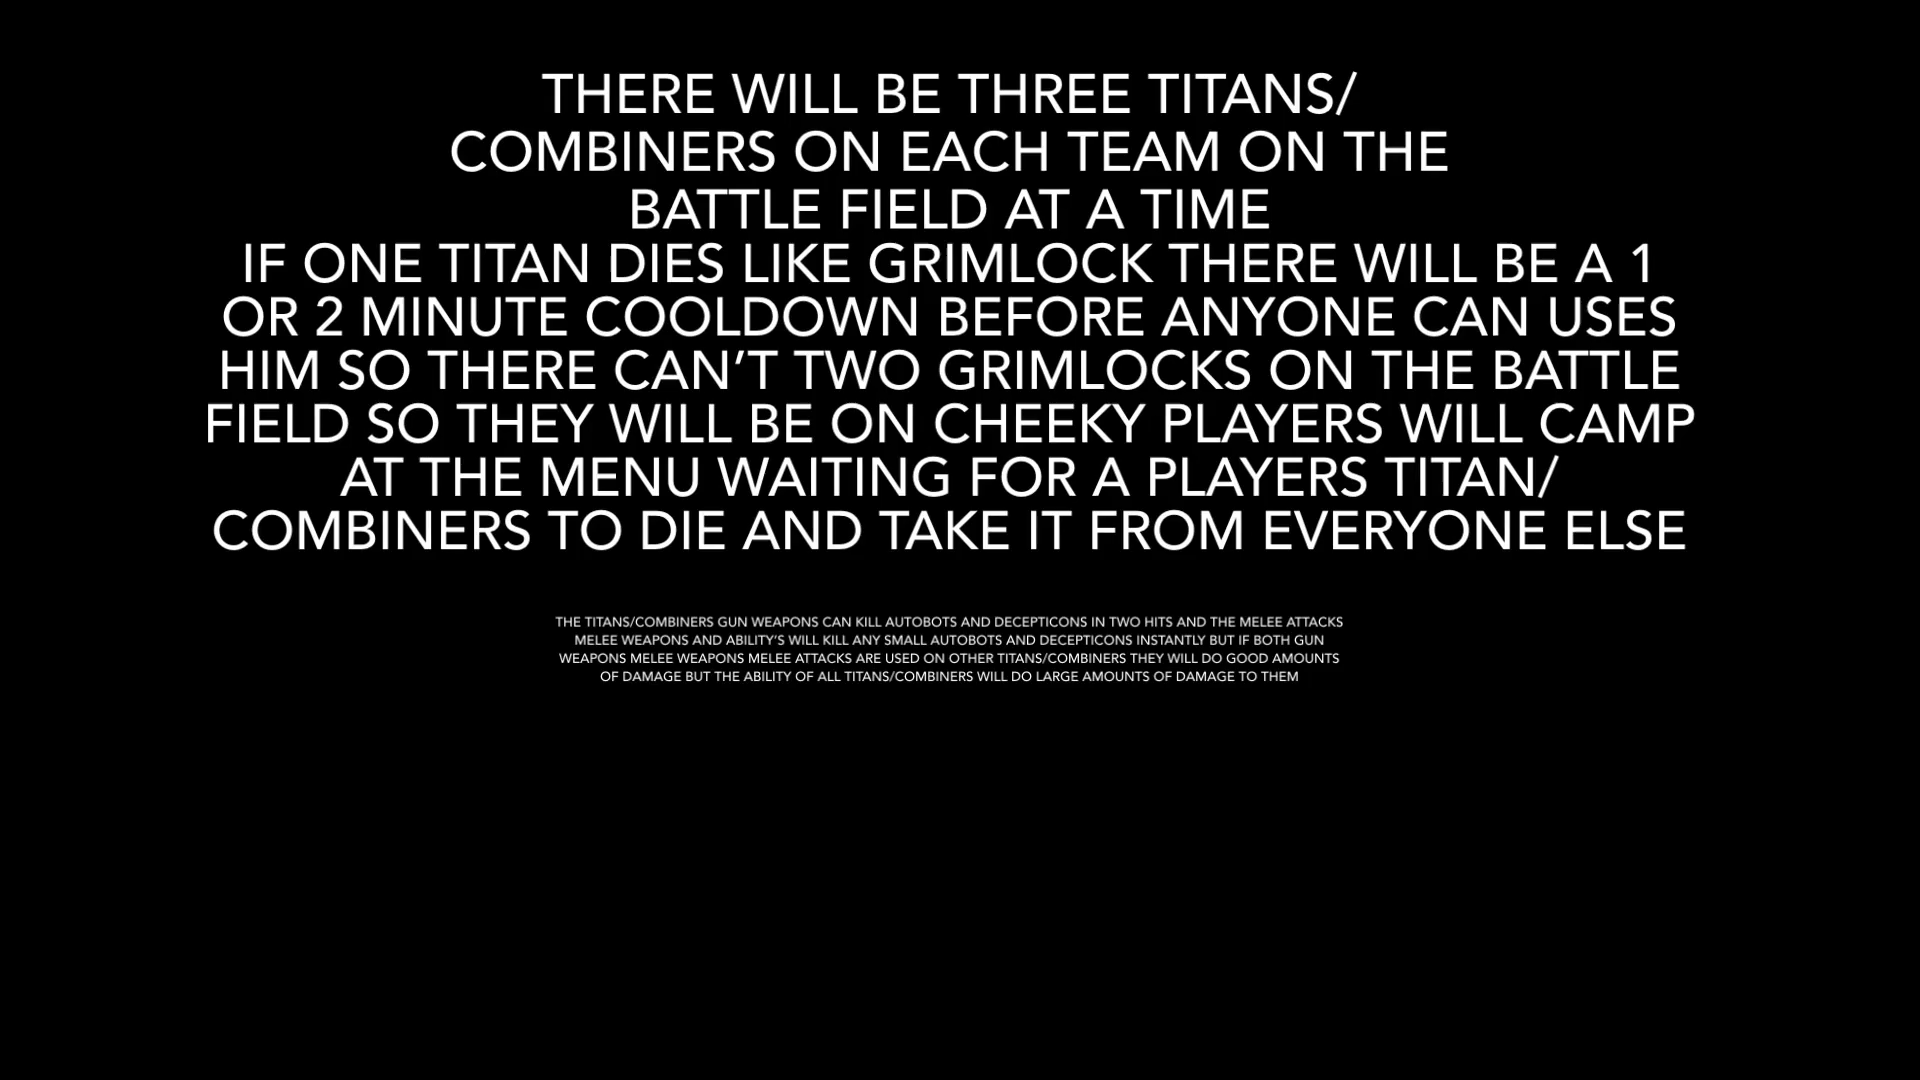 THERE WILL BE THREE TITANS/
COMBINERS ON EACH TEAM ON THE
BATTLE FIELD AT A TIME
IF ONE TITAN DIES LIKE GRIMLOCK THERE WILL BE A 1
OR 2 MINUTE COOLDOWN BEFORE ANYONE CAN USES
HIM SO THERE CAN’T TWO GRIMLOCKS ON THE BATTLE
FIELD SO THEY WILL BE ON CHEEKY PLAYERS WILL CAMP
AT THE MENU WAITING FOR A PLAYERS TITAN/
COMBINERS TO DIE AND TAKE IT FROM EVERYONE ELSE
THE TITANS/COMBINERS GUN WEAPONS CAN KILL AUTOBOTS AND DECEPTICONS IN TWO HITS AND THE MELEE ATTACKS
MELEE WEAPONS AND ABILITY’S WILL KILL ANY SMALL AUTOBOTS AND DECEPTICONS INSTANTLY BUT IF BOTH GUN
WEAPONS MELEE WEAPONS MELEE ATTACKS ARE USED ON OTHER TITANS/COMBINERS THEY WILL DO GOOD AMOUNTS
OF DAMAGE BUT THE ABILITY OF ALL TITANS/COMBINERS WILL DO LARGE AMOUNTS OF DAMAGE TO THEM